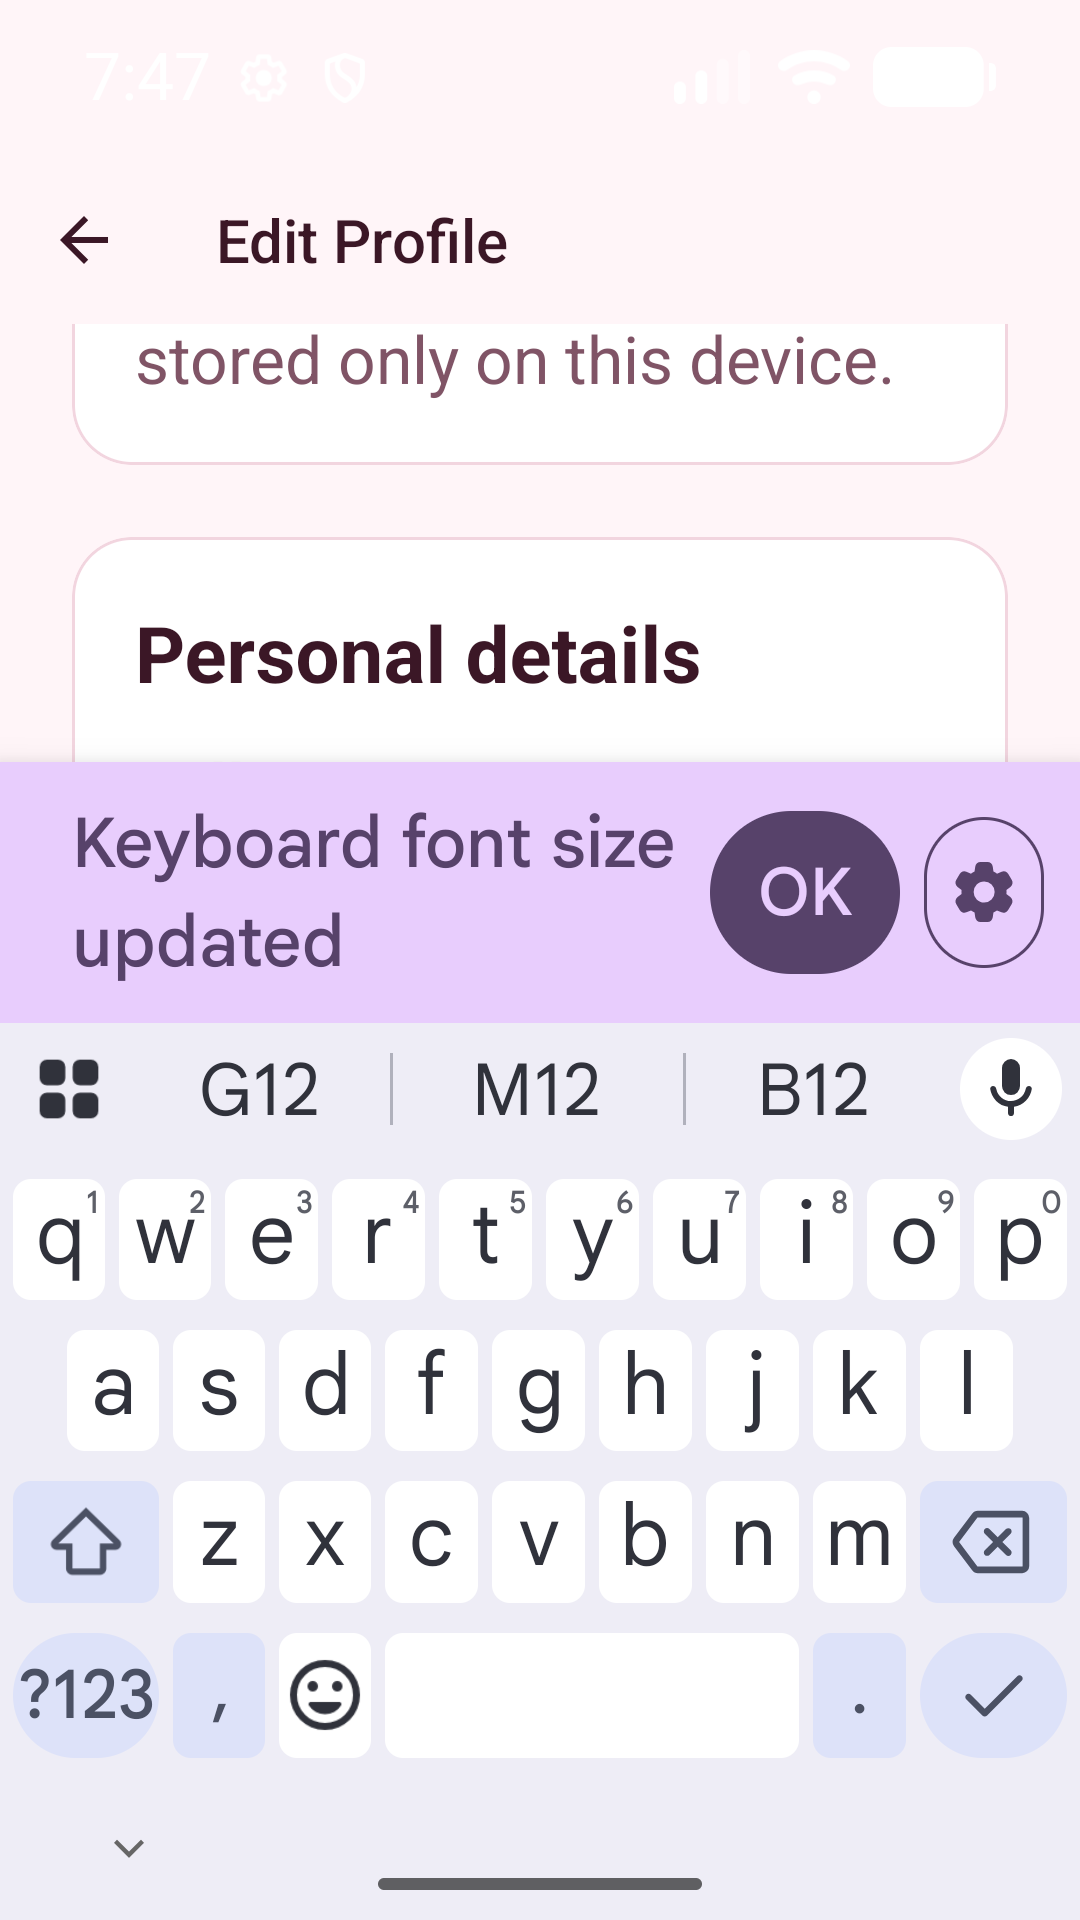 7:47
Edit Profile
stored only on this device.
Personal details
Keyboard font size
updated
OK
G12 M12 B12
q1 w2 e3 r4 t5 y6 u7 i8 o9 p0
a s d f g h j k l
z x c v b n m
?123 , .